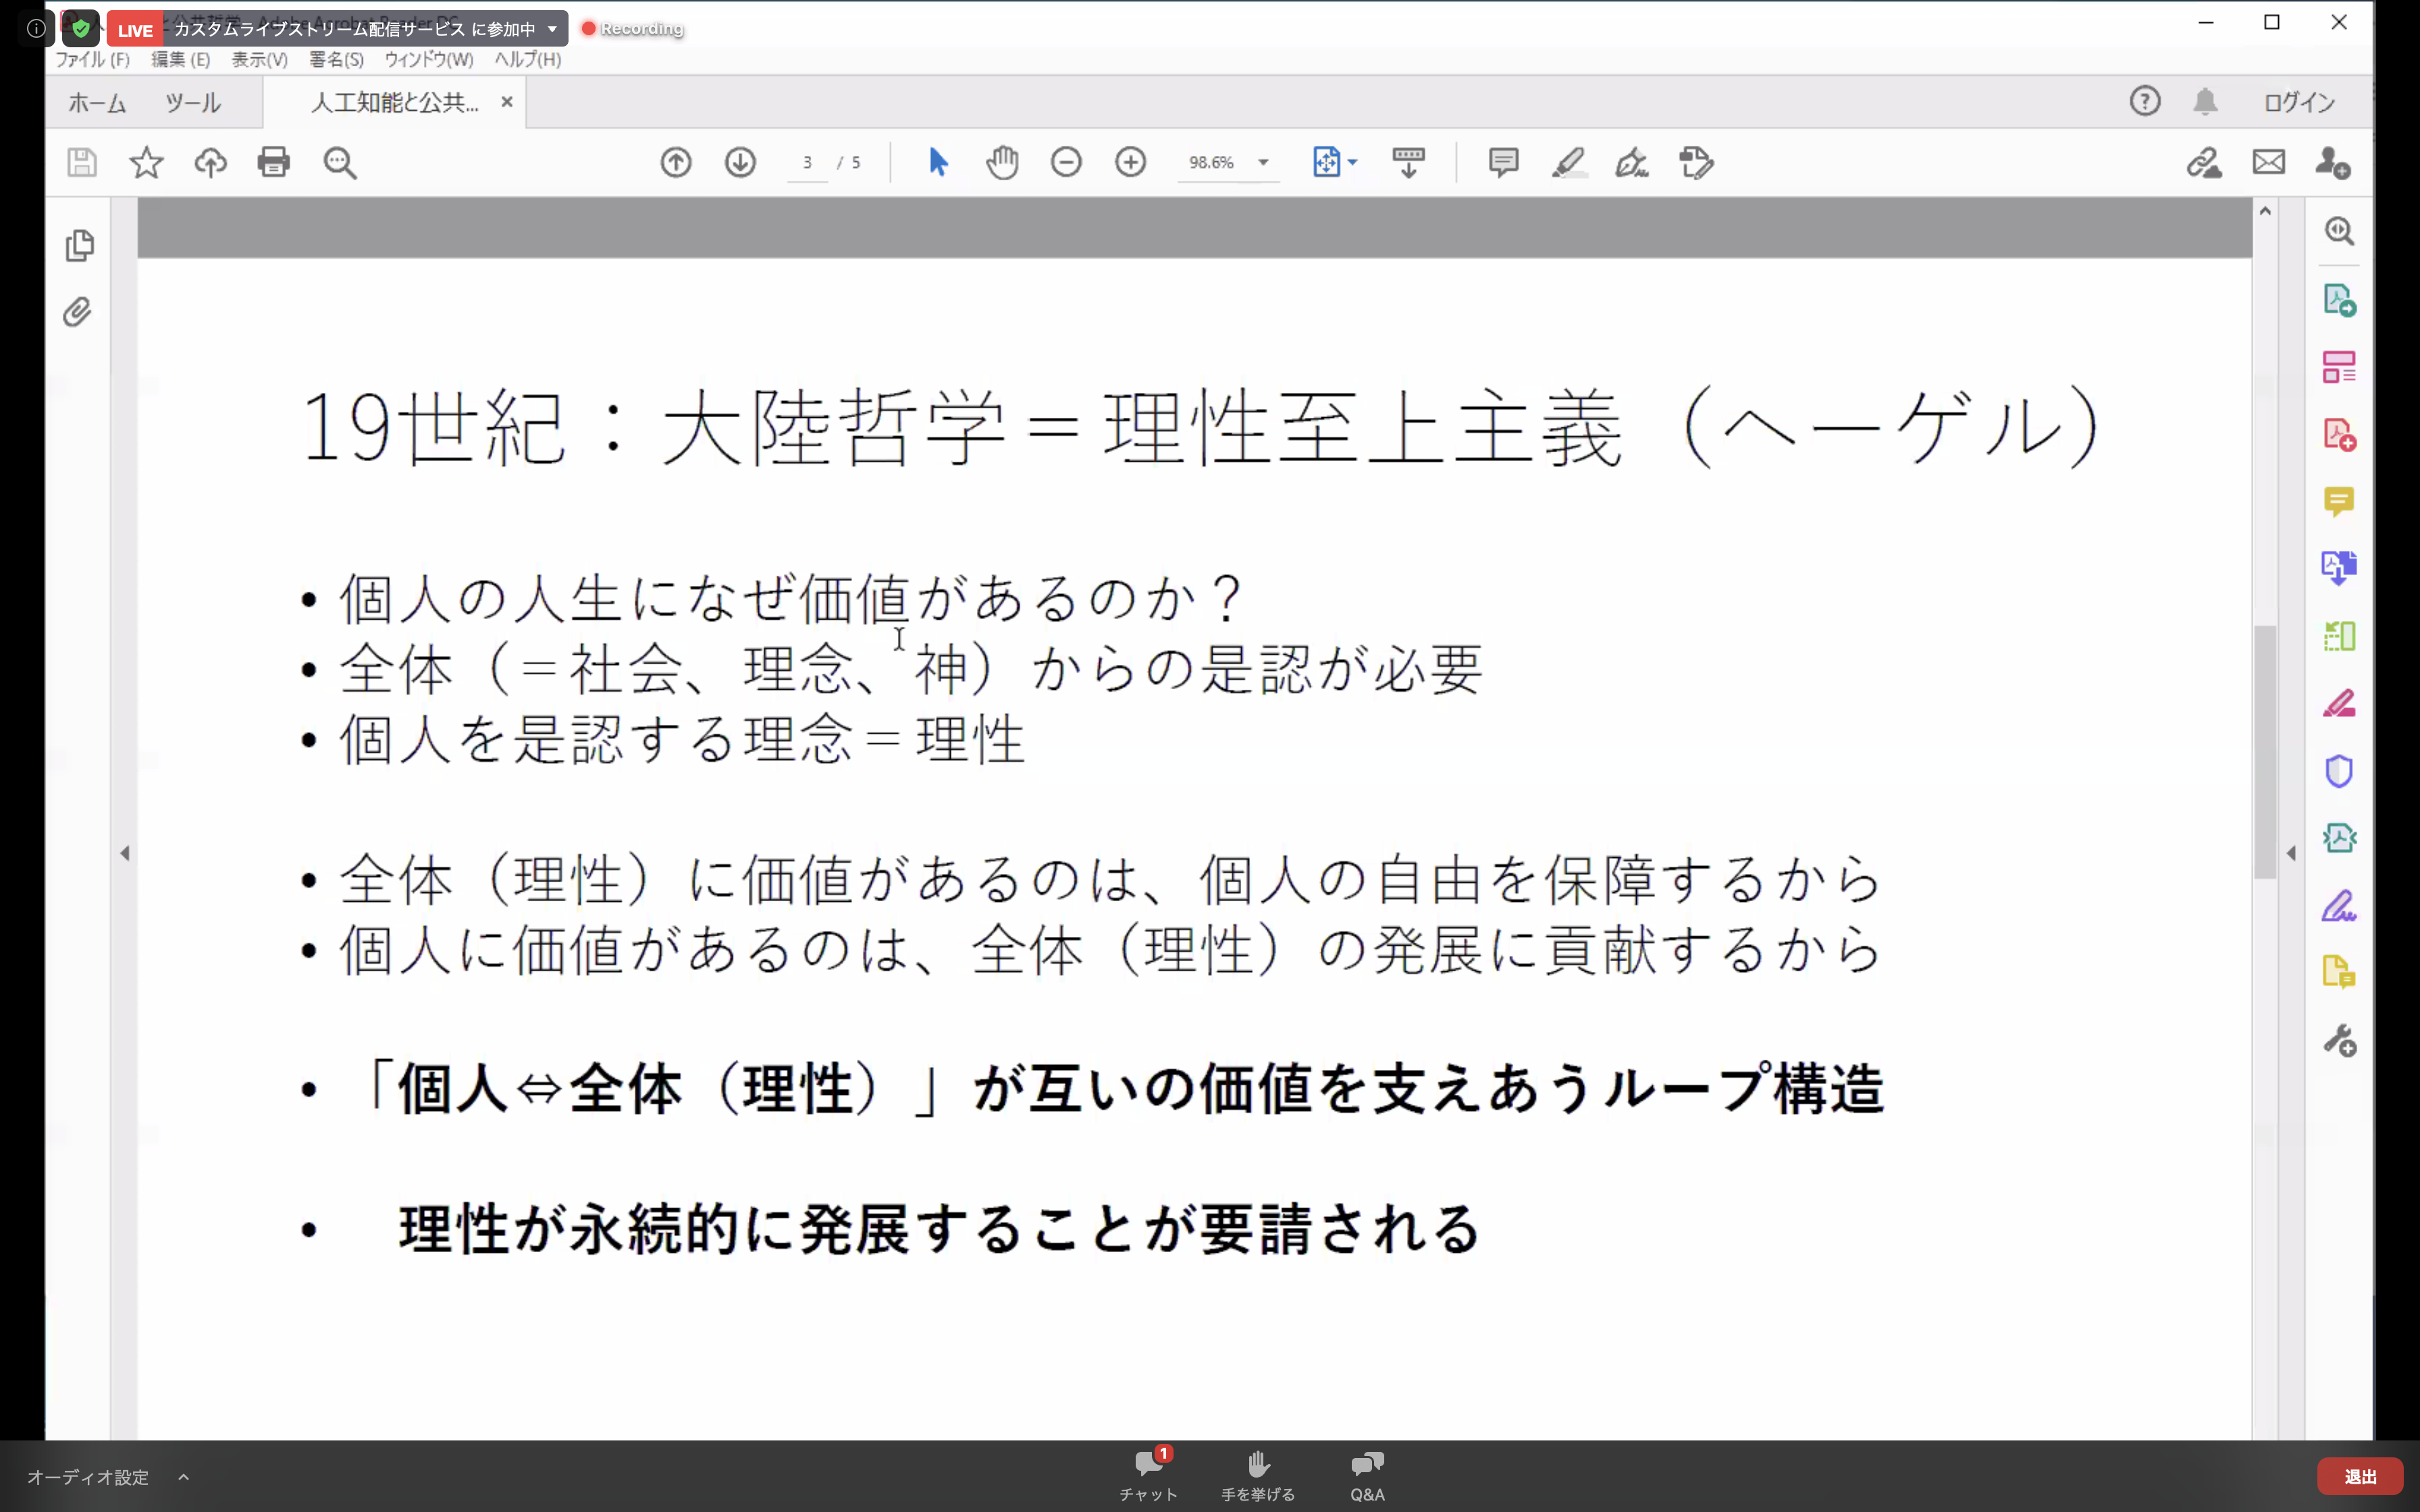 LIVE カスタムライブストリーム配信サービス に参加中 Recording
ファイル(F) 編集(E) 表示(V) 署名(S) ウィンドウ(W) ヘルプ(H)
ホーム ツール 人工知能と公共... × ログイン
3 / 5 98.6%
19世紀：大陸哲学＝理性至上主義（ヘーゲル）
• 個人の人生になぜ価値があるのか？
• 全体（＝社会、理念、神）からの是認が必要
• 個人を是認する理念＝理性
• 全体（理性）に価値があるのは、個人の自由を保障するから
• 個人に価値があるのは、全体（理性）の発展に貢献するから
• 「個人⇔全体（理性）」が互いの価値を支えあうループ構造
• 理性が永続的に発展することが要請される
オーディオ設定 1 チャット 手を挙げる Q&A 退出